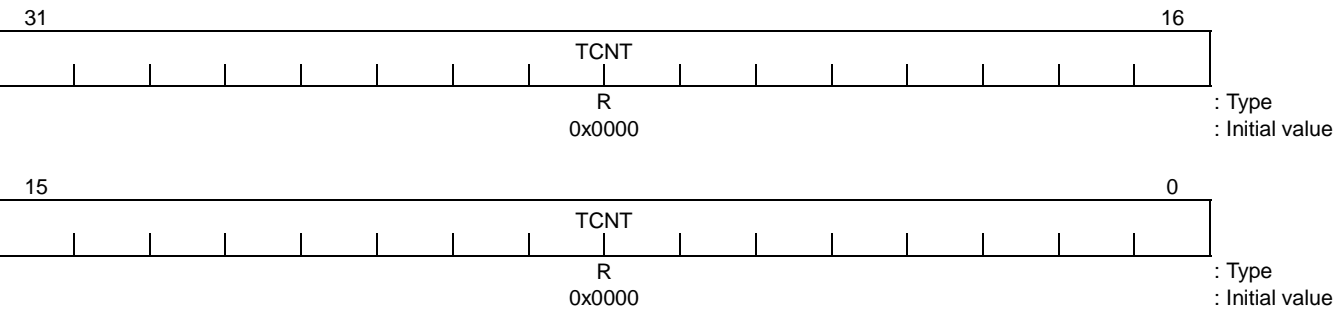 31 16
TCNT
R : Type
0x0000 : Initial value
15 0
TCNT
R : Type
0x0000 : Initial value